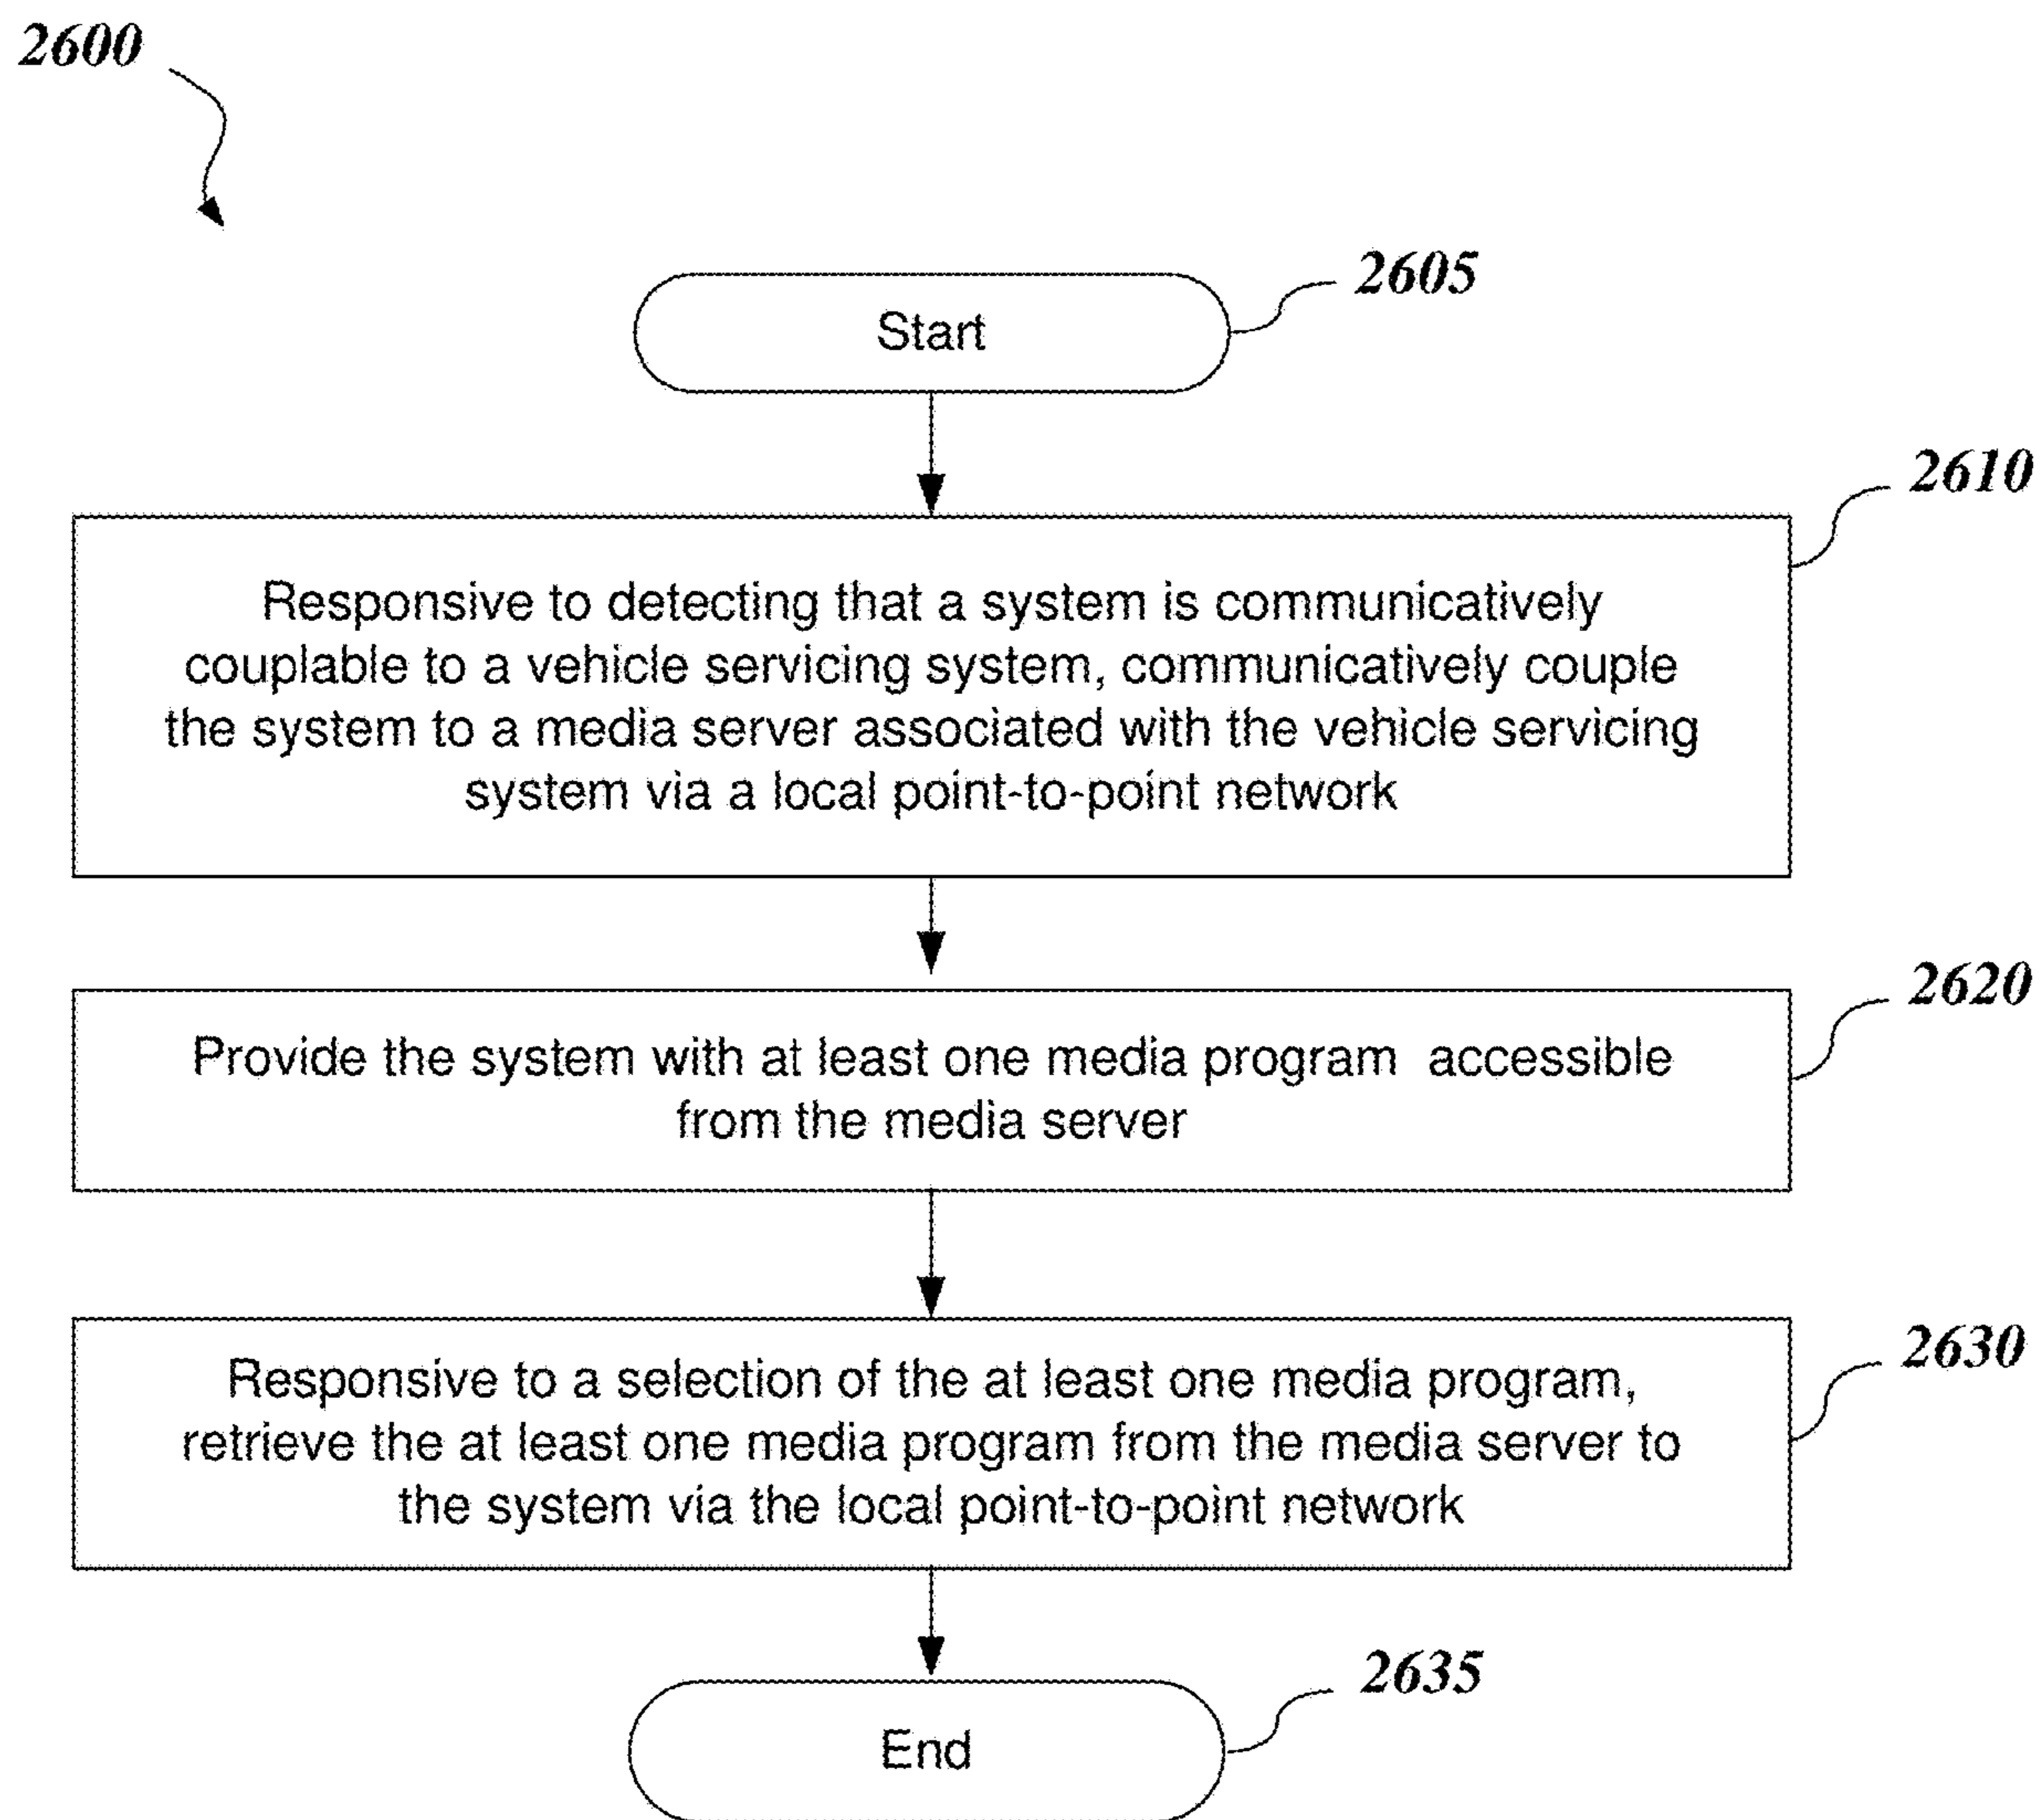 2600
2605
Start
2610
Responsive to detecting that a system is communicatively
couplable to a vehicle servicing system, communicatively couple
the system to a media server associated with the vehicle servicing
system via a local point-to-point network
2620
Provide the system with at least one media program accessible
from the media server
2630
Responsive to a selection of the at least one media program,
retrieve the at least one media program from the media server to
the system via the local point-to-point network
2635
End